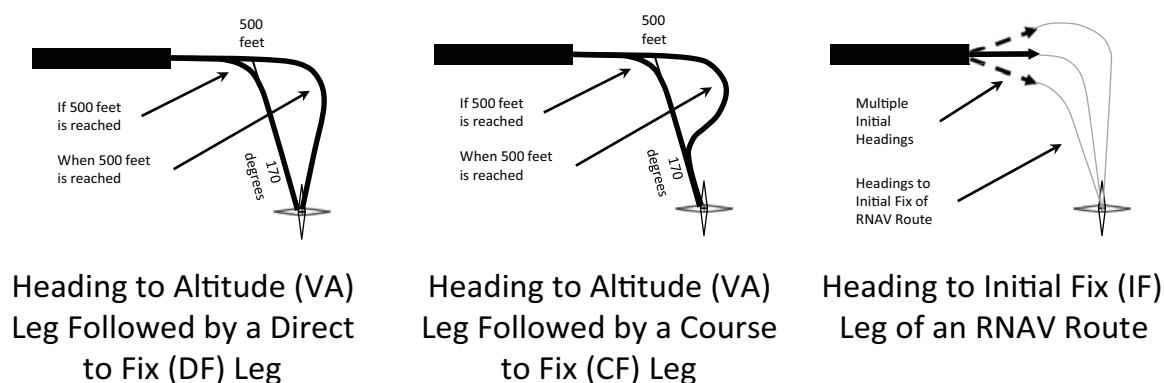 500
feet
If 500 feet
is reached
When 500 feet
is reached
170
degrees
Heading to Altitude (VA)
Leg Followed by a Direct
to Fix (DF) Leg
500
feet
If 500 feet
is reached
When 500 feet
is reached
170
degrees
Heading to Altitude (VA)
Leg Followed by a Course
to Fix (CF) Leg
Multiple
Initial
Headings
Headings to
Initial Fix of
RNAV Route
Heading to Initial Fix (IF)
Leg of an RNAV Route